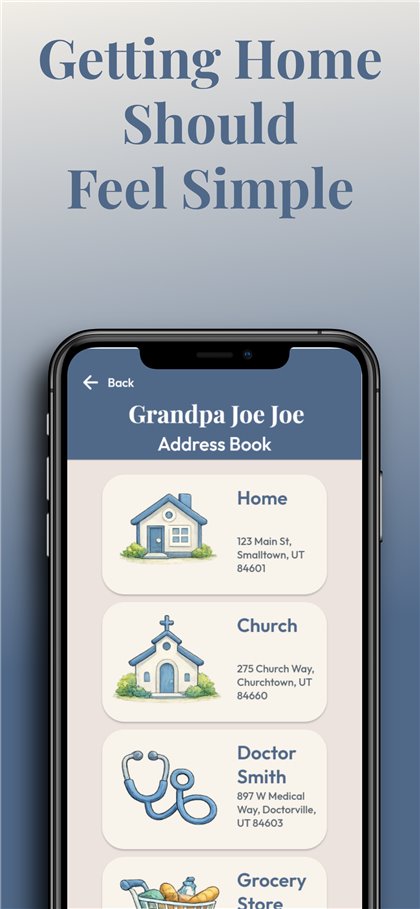 Getting Home
Should
Feel Simple
Back
Grandpa Joe Joe
Address Book
Home
123 Main St,
Smalltown, UT
84601
Church
275 Church Way,
Churchtown, UT
84660
Doctor
Smith
897 W Medical
Way, Doctorville,
UT 84603
Grocery
Store